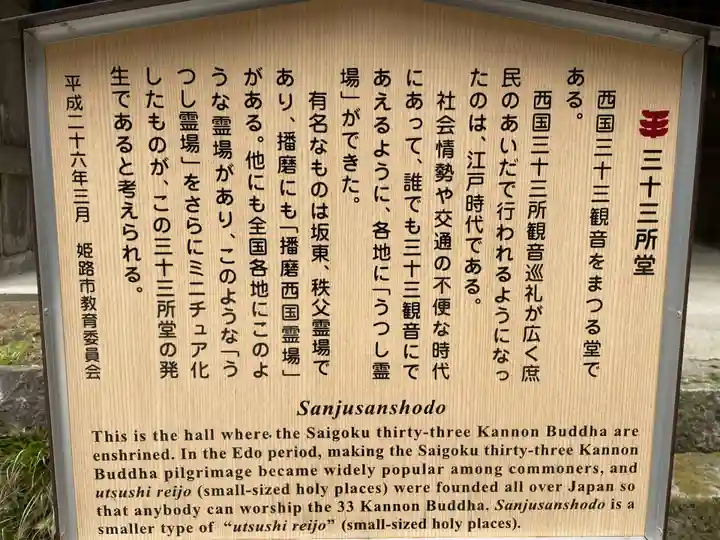 三十三所堂
西国三十三観音をまつる堂で
ある。
西国三十三所観音巡礼が広く庶
民のあいだで行われるようになっ
たのは、江戸時代である。
社会情勢や交通の不便な時代
にあって、誰でも三十三観音にで
あえるように、各地に「うつし霊
場」ができた。
有名なものは坂東、秩父霊場で
あり、播磨にも「播磨西国霊場」
がある。他にも全国各地にこのよ
うな霊場があり、このような「う
つし霊場」をさらにミニチュア化
したものが、この三十三所堂の発
生であると考えられる。
平成二十六年三月 姫路市教育委員会
Sanjusanshodo
This is the hall where the Saigoku thirty-three Kannon Buddha are
enshrined. In the Edo period, making the Saigoku thirty-three Kannon
Buddha pilgrimage became widely popular among commoners, and
utsushi reijo (small-sized holy places) were founded all over Japan so
that anybody can worship the 33 Kannon Buddha. Sanjusanshodo is a
smaller type of “utsushi reijo” (small-sized holy places).